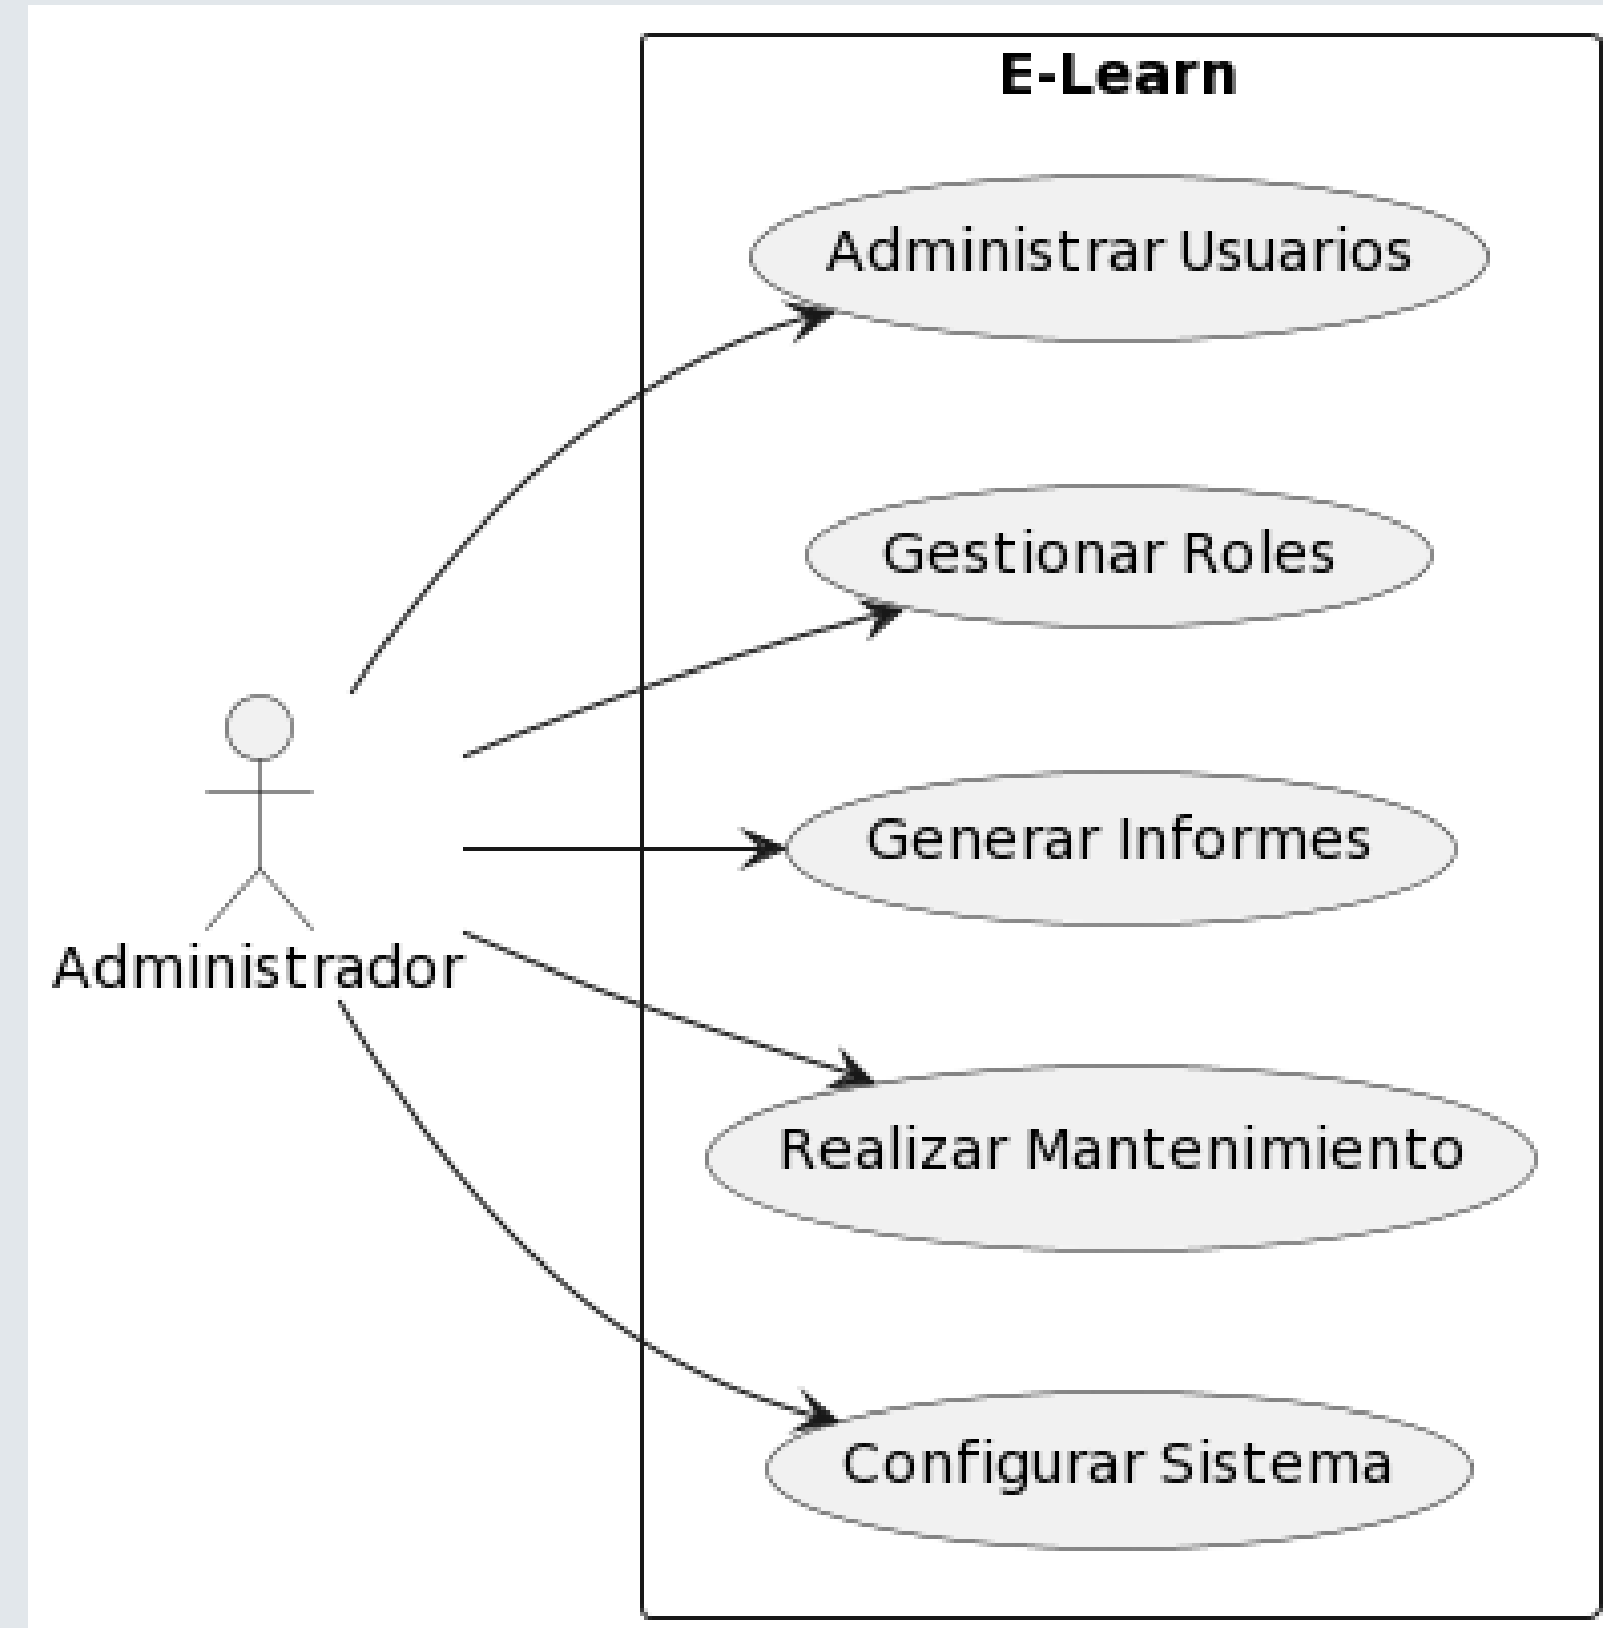 E-Learn
Administrar Usuarios
Gestionar Roles
Generar Informes
Administrador
Realizar Mantenimiento
Configurar Sistema